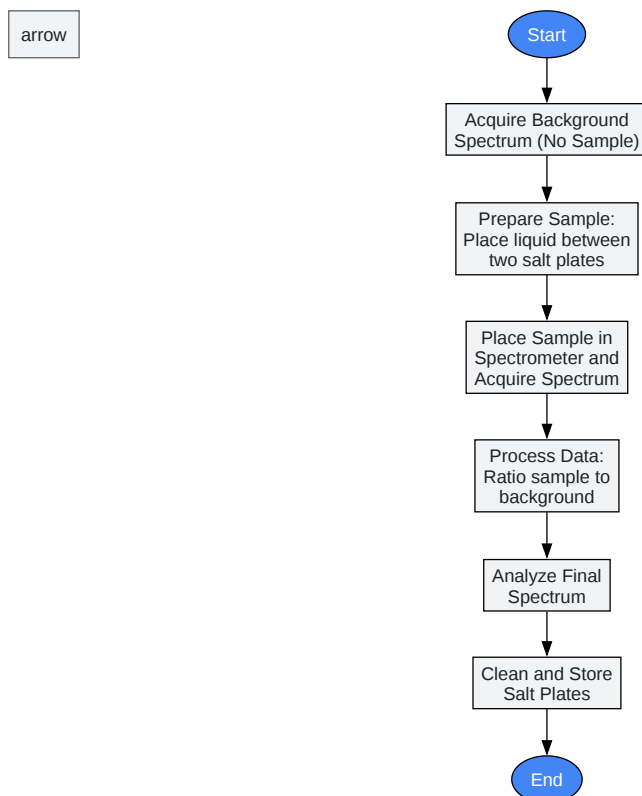 arrow
Start
Acquire Background
Spectrum (No Sample)
Prepare Sample:
Place liquid between
two salt plates
Place Sample in
Spectrometer and
Acquire Spectrum
Process Data:
Ratio sample to
background
Analyze Final
Spectrum
Clean and Store
Salt Plates
End